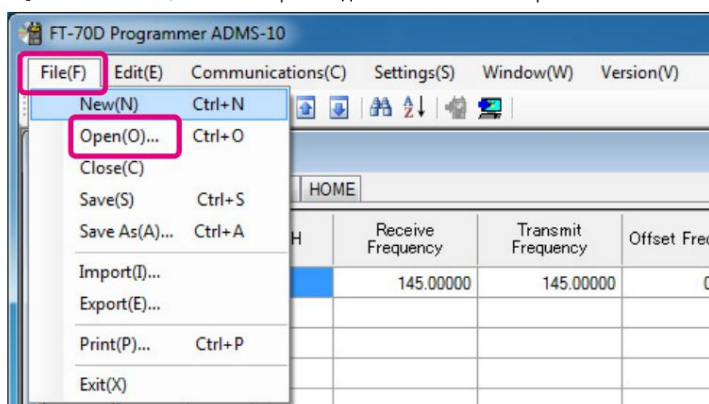 FT-70D Programmer ADMS-10
File(F) Edit(E) Communications(C) Settings(S) Window(W) Version(V)
New(N) Ctrl+N
Open(O)... Ctrl+O
Close(C)
Save(S) Ctrl+S
Save As(A)... Ctrl+A
Import(I)...
Export(E)...
Print(P)... Ctrl+P
Exit(X)
HOME
H Receive Frequency Transmit Frequency Offset
145.00000 145.00000